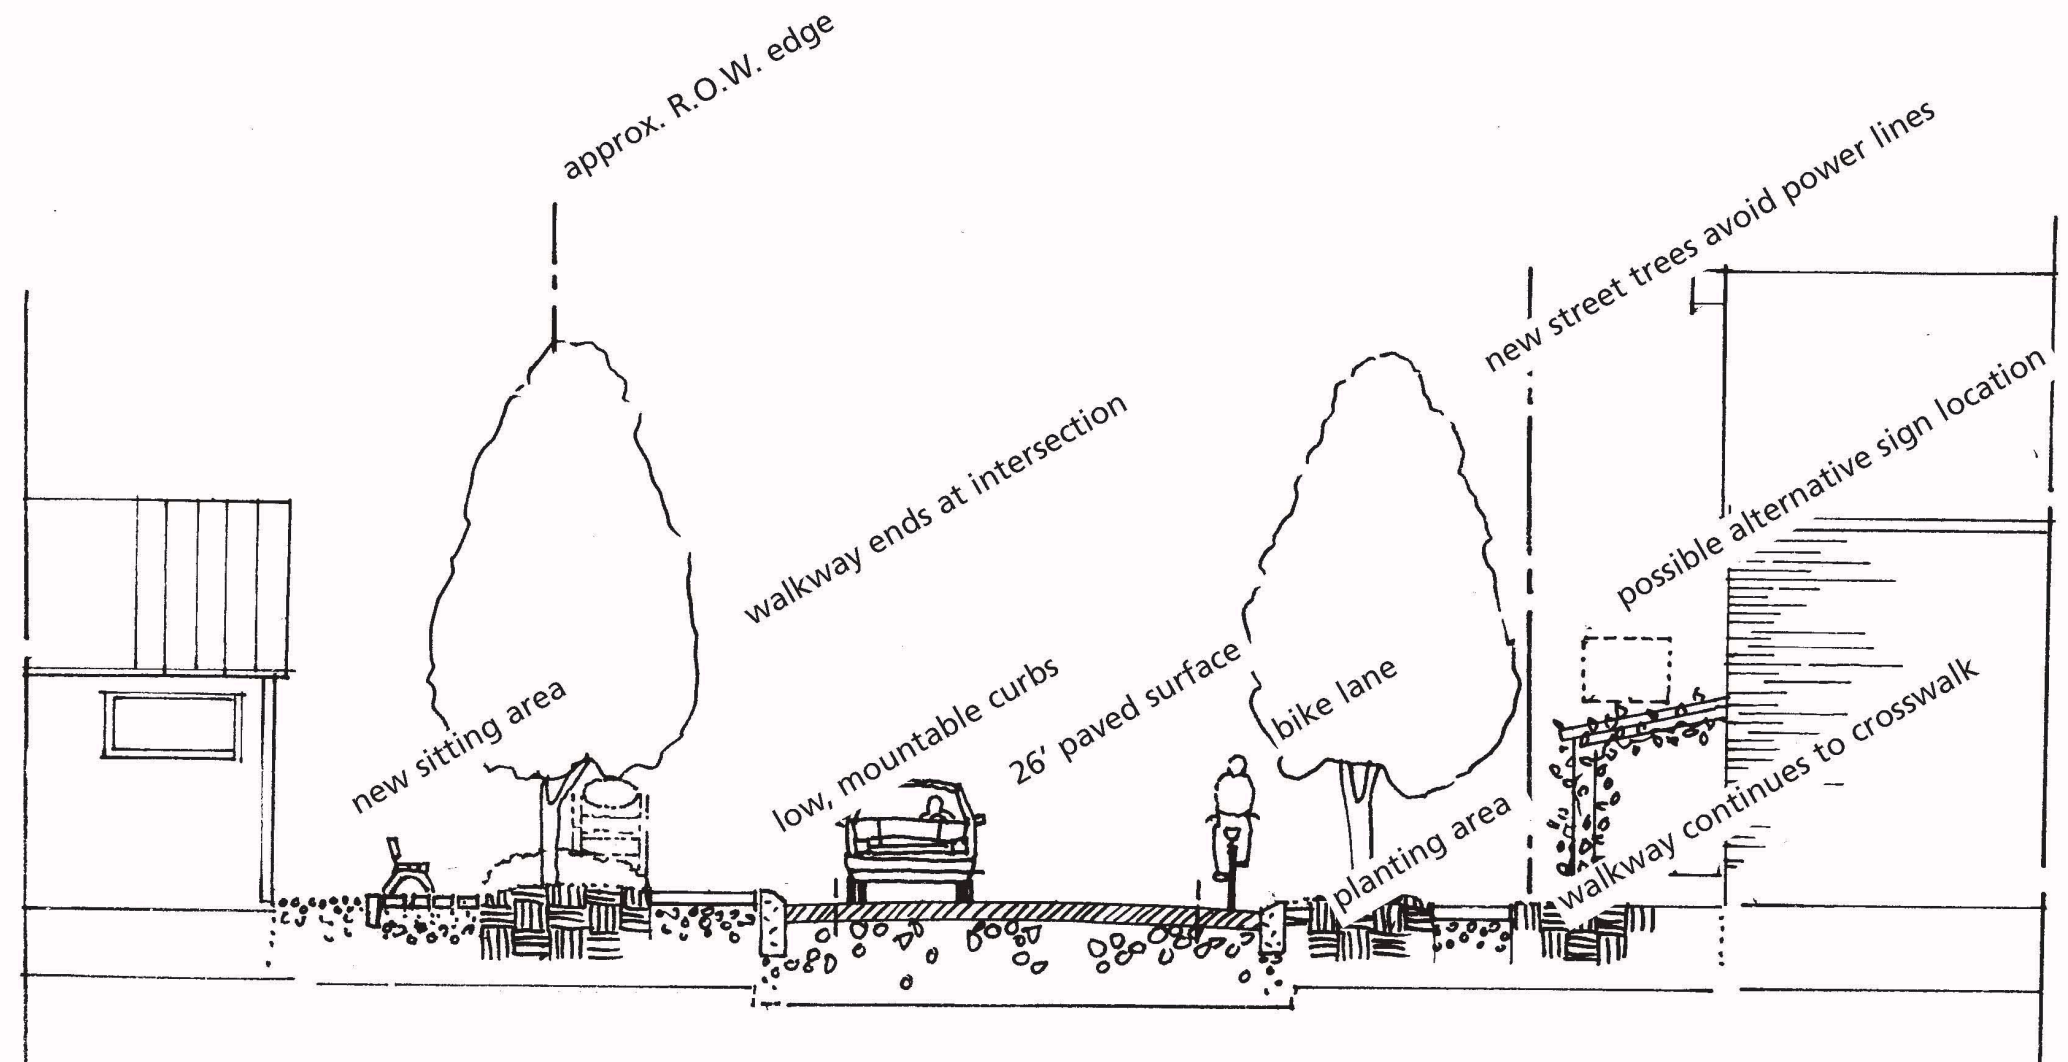 approx. R.O.W. edge
new street trees avoid power lines
possible alternative sign location
walkway ends at intersection
new sitting area
low, mountable curbs
26' paved surface
bike lane
planting area
walkway continues to crosswalk